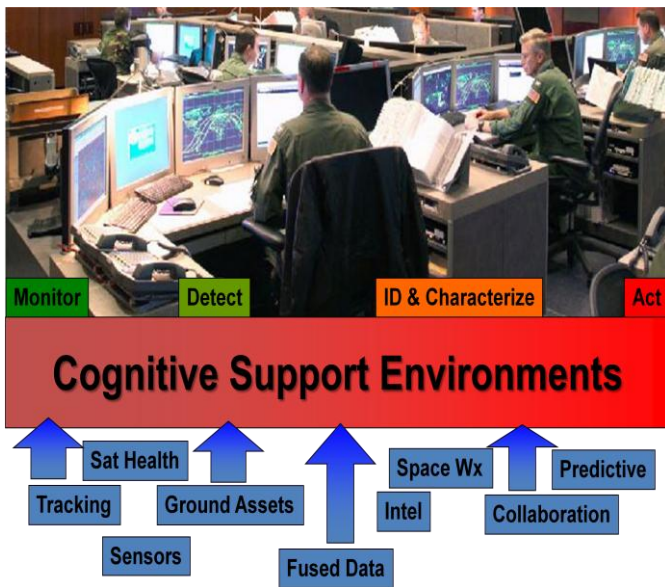 Monitor
Detect
ID & Characterize
Act
Cognitive Support Environments
Sat Health
Space Wx
Predictive
Tracking
Ground Assets
Intel
Collaboration
Sensors
Fused Data